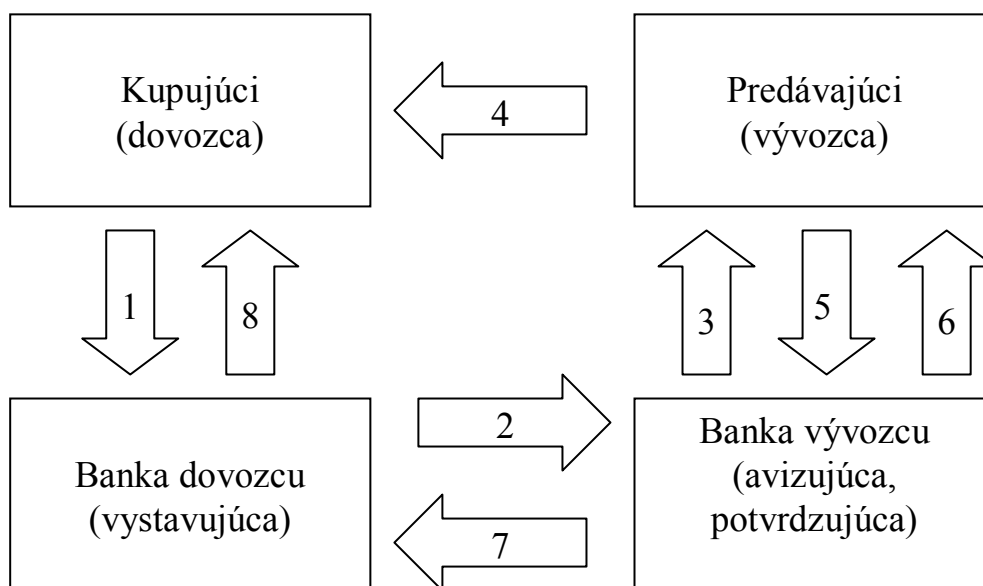 Kupujúci
(dovozca)
4
Predávajúci
(vývozca)
1
8
3
5
6
Banka dovozcu
(vystavujúca)
2
7
Banka vývozcu
(avizujúca,
potvrdzujúca)